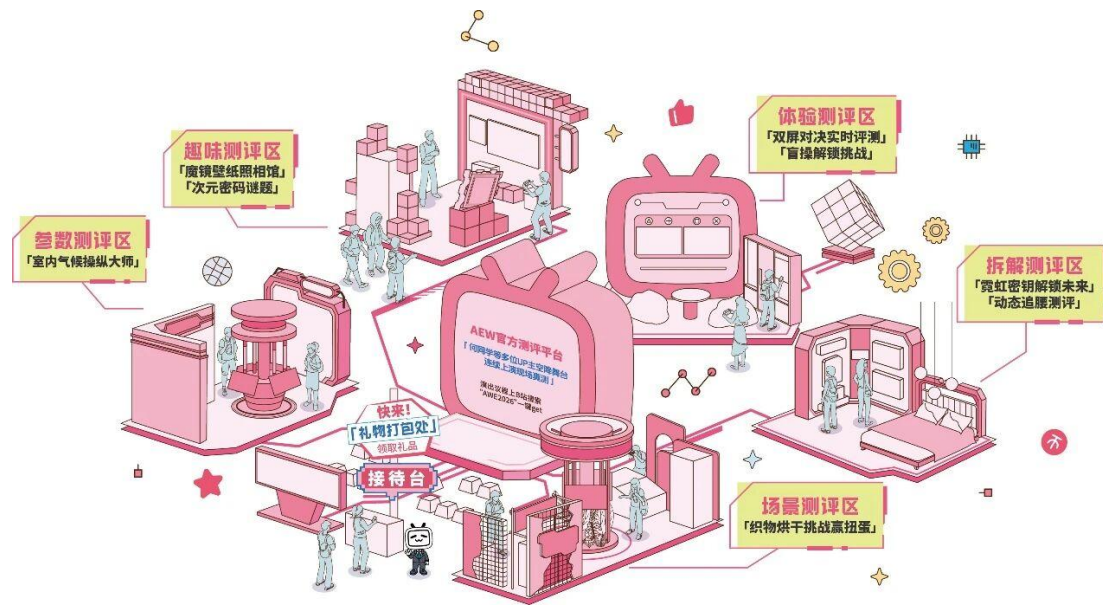 趣味测评区
「魔镜壁纸照相馆」
「次元密码谜题」
体验测评区
「双屏对决实时评测」
「盲操解锁挑战」
参数测评区
「室内气候操纵大师」
拆解测评区
「霓虹密钥解锁未来」
「动态追腰测评」
AEW官方测评平台
「何同学等多位UP主空降舞台
连续上演现场真测」
演出议程上B站搜索
"AWE2026"一键get
快来!
「礼物打包处」
领取礼品
接待台
场景测评区
「织物烘干挑战赢扭蛋」